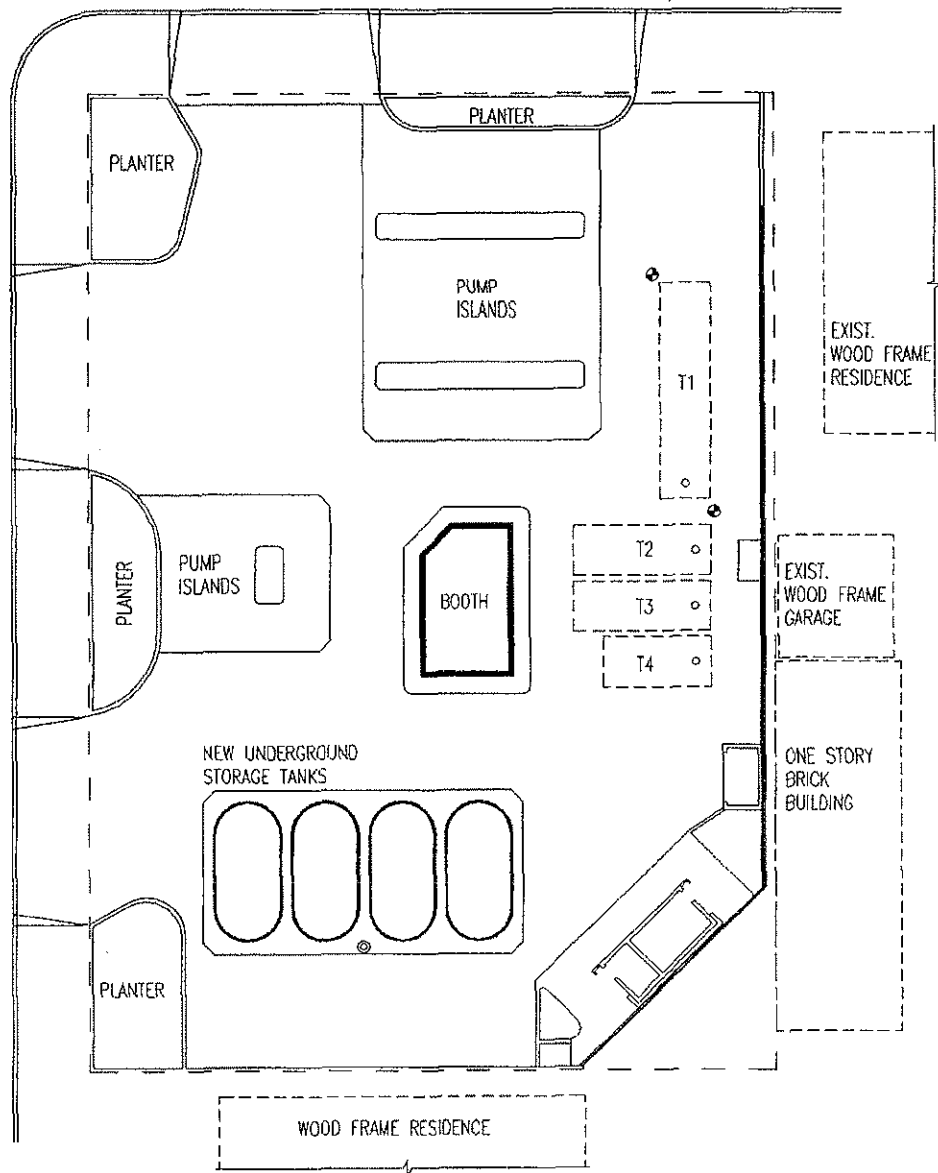 PLANTER
PLANTER
PUMP
ISLANDS
EXIST.
WOOD FRAME
RESIDENCE
T1
T2
PUMP
ISLANDS
PLANTER
BOOTH
T3
EXIST.
WOOD FRAME
GARAGE
T4
NEW UNDERGROUND
STORAGE TANKS
ONE STORY
BRICK
BUILDING
PLANTER
WOOD FRAME RESIDENCE